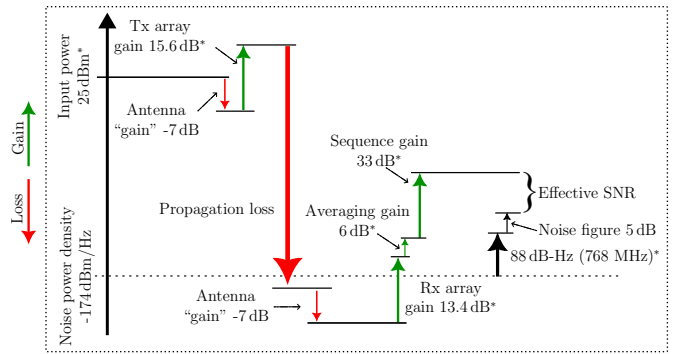 Gain
Loss
Input power
25 dBm*
Noise power density
-174 dBm/Hz
Tx array
gain 15.6 dB*
Antenna
“gain” -7 dB
Propagation loss
Antenna
“gain” -7 dB
Sequence gain
33 dB*
Averaging gain
6 dB*
Rx array
gain 13.4 dB*
Effective SNR
Noise figure 5 dB
88 dB-Hz (768 MHz)*